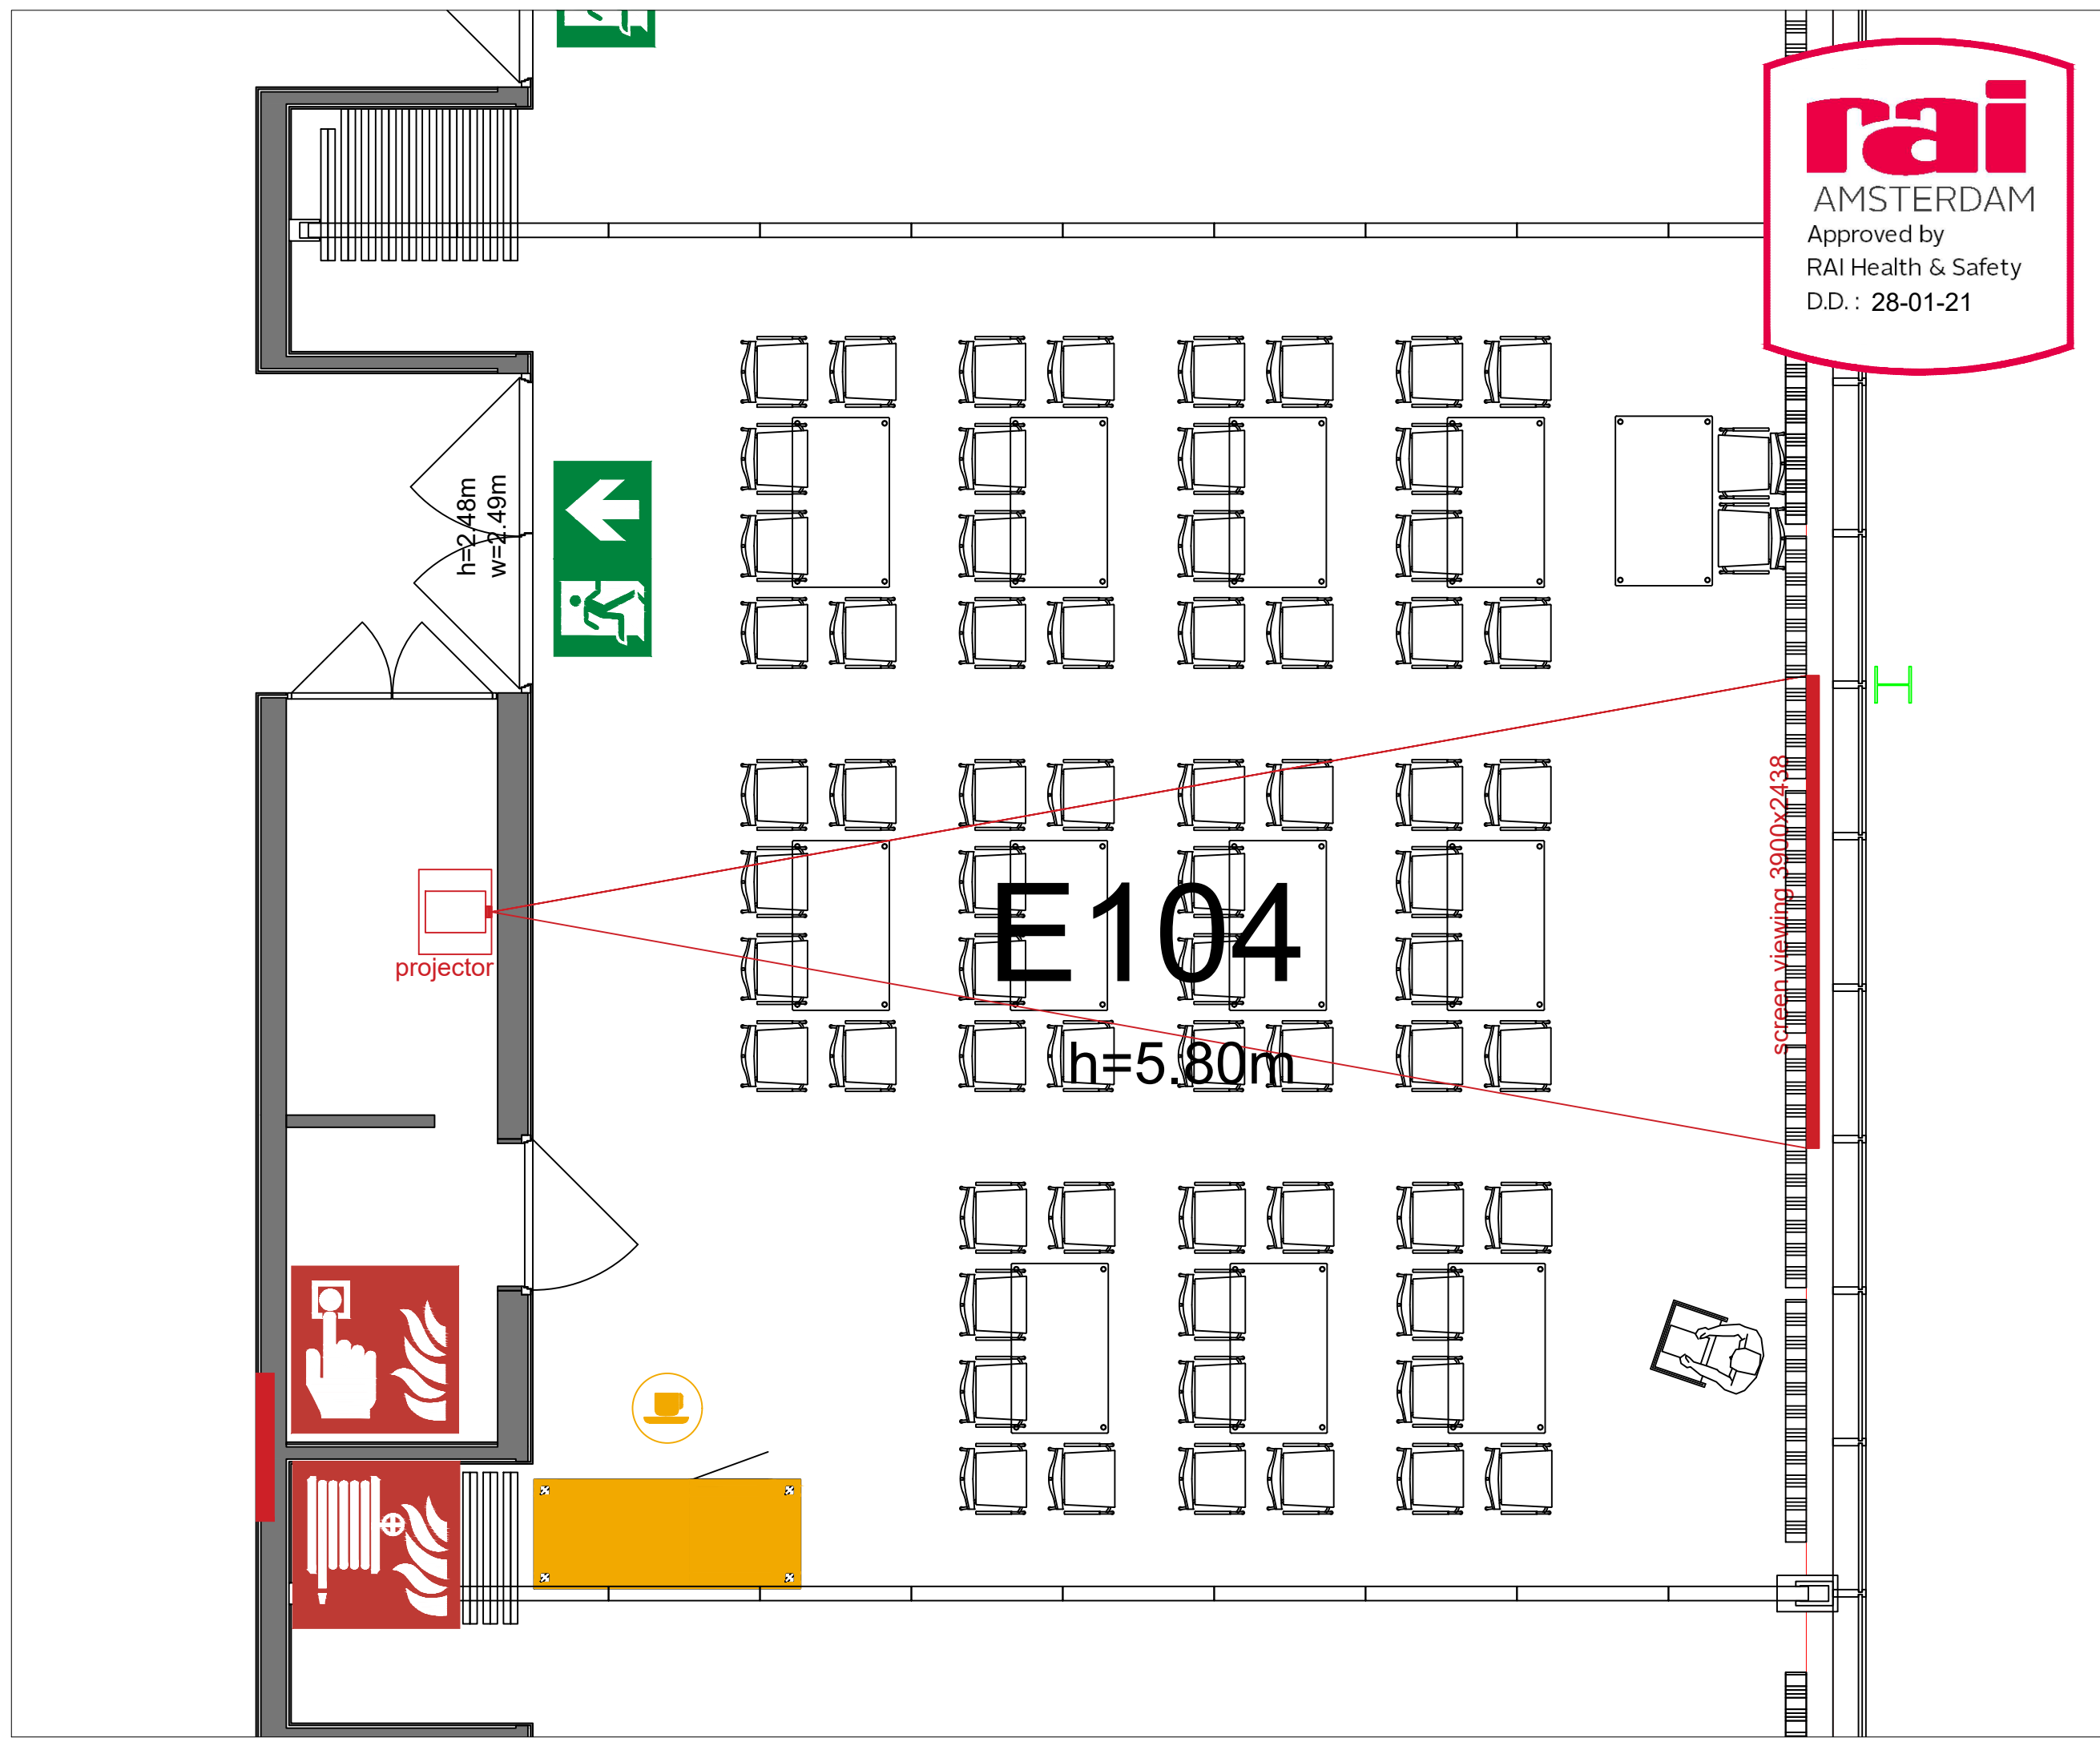 rai
AMSTERDAM
Approved by
RAI Health & Safety
D.D. : 28-01-21
h=2.48m
w=2.49m
screen viewing 3900x2438
projector
E104
h=5.80m